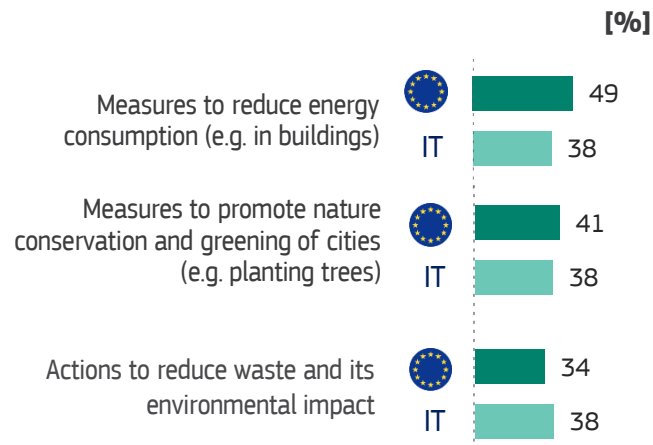 [%]
Measures to reduce energy
consumption (e.g. in buildings)
49
IT
38
Measures to promote nature
conservation and greening of cities
(e.g. planting trees)
41
IT
38
Actions to reduce waste and its
environmental impact
34
IT
38